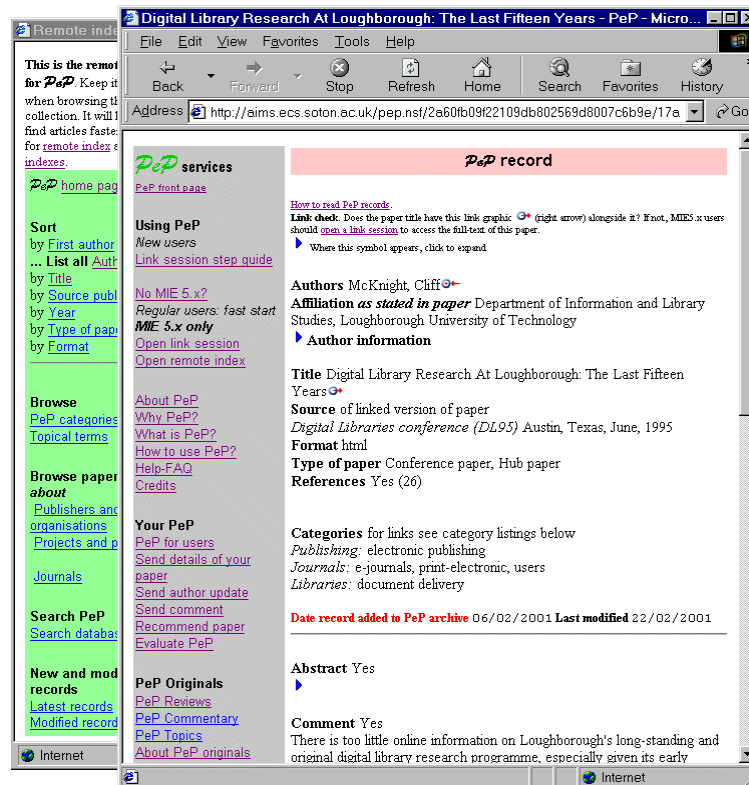 Remote inde
This is the remot
for PeP. Keep it
when browsing th
collection. It will l
find articles faste
for remote index a
indexes.
PeP home pag
Sort
by First author
... List all Auth
by Title
by Source publ
by Year
by Type of pape
by Format
Browse
PeP categories
Topical terms
Browse paper
about
Publishers and
organisations
Projects and p
Journals
Search PeP
Search databas
New and mod
records
Latest records
Modified record
Internet
Digital Library Research At Loughborough: The Last Fifteen Years - PeP - Micro...
File Edit View Favorites Tools Help
Back Forward Stop Refresh Home Search Favorites History
Address http://aims.ecs.soton.ac.uk/pep.nsf/2a60fb09f22109db802569d8007c6b9e/17a Go
PeP services
PeP front page
Using PeP
New users
Link session step guide
No MIE 5.x?
Regular users: fast start
MIE 5.x only
Open link session
Open remote index
About PeP
Why PeP?
What is PeP?
How to use PeP?
Help-FAQ
Credits
Your PeP
PeP for users
Send details of your
paper
Send author update
Send comment
Recommend paper
Evaluate PeP
PeP Originals
PeP Reviews
PeP Commentary
PeP Topics
About PeP originals
PeP record
How to read PeP records.
Link check. Does the paper title have this link graphic (right arrow) alongside it? If not, MIE5.x users
should open a link session to access the full-text of this paper.
Where this symbol appears, click to expand
Authors McKnight, Cliff
Affiliation as stated in paper Department of Information and Library
Studies, Loughborough University of Technology
Author information
Title Digital Library Research At Loughborough: The Last Fifteen
Years
Source of linked version of paper
Digital Libraries conference (DL95) Austin, Texas, June, 1995
Format html
Type of paper Conference paper, Hub paper
References Yes (26)
Categories for links see category listings below
Publishing: electronic publishing
Journals: e-journals, print-electronic, users
Libraries: document delivery
Date record added to PeP archive 06/02/2001 Last modified 22/02/2001
Abstract Yes
Comment Yes
There is too little online information on Loughborough's long-standing and
original digital library research programme, especially given its early
Internet